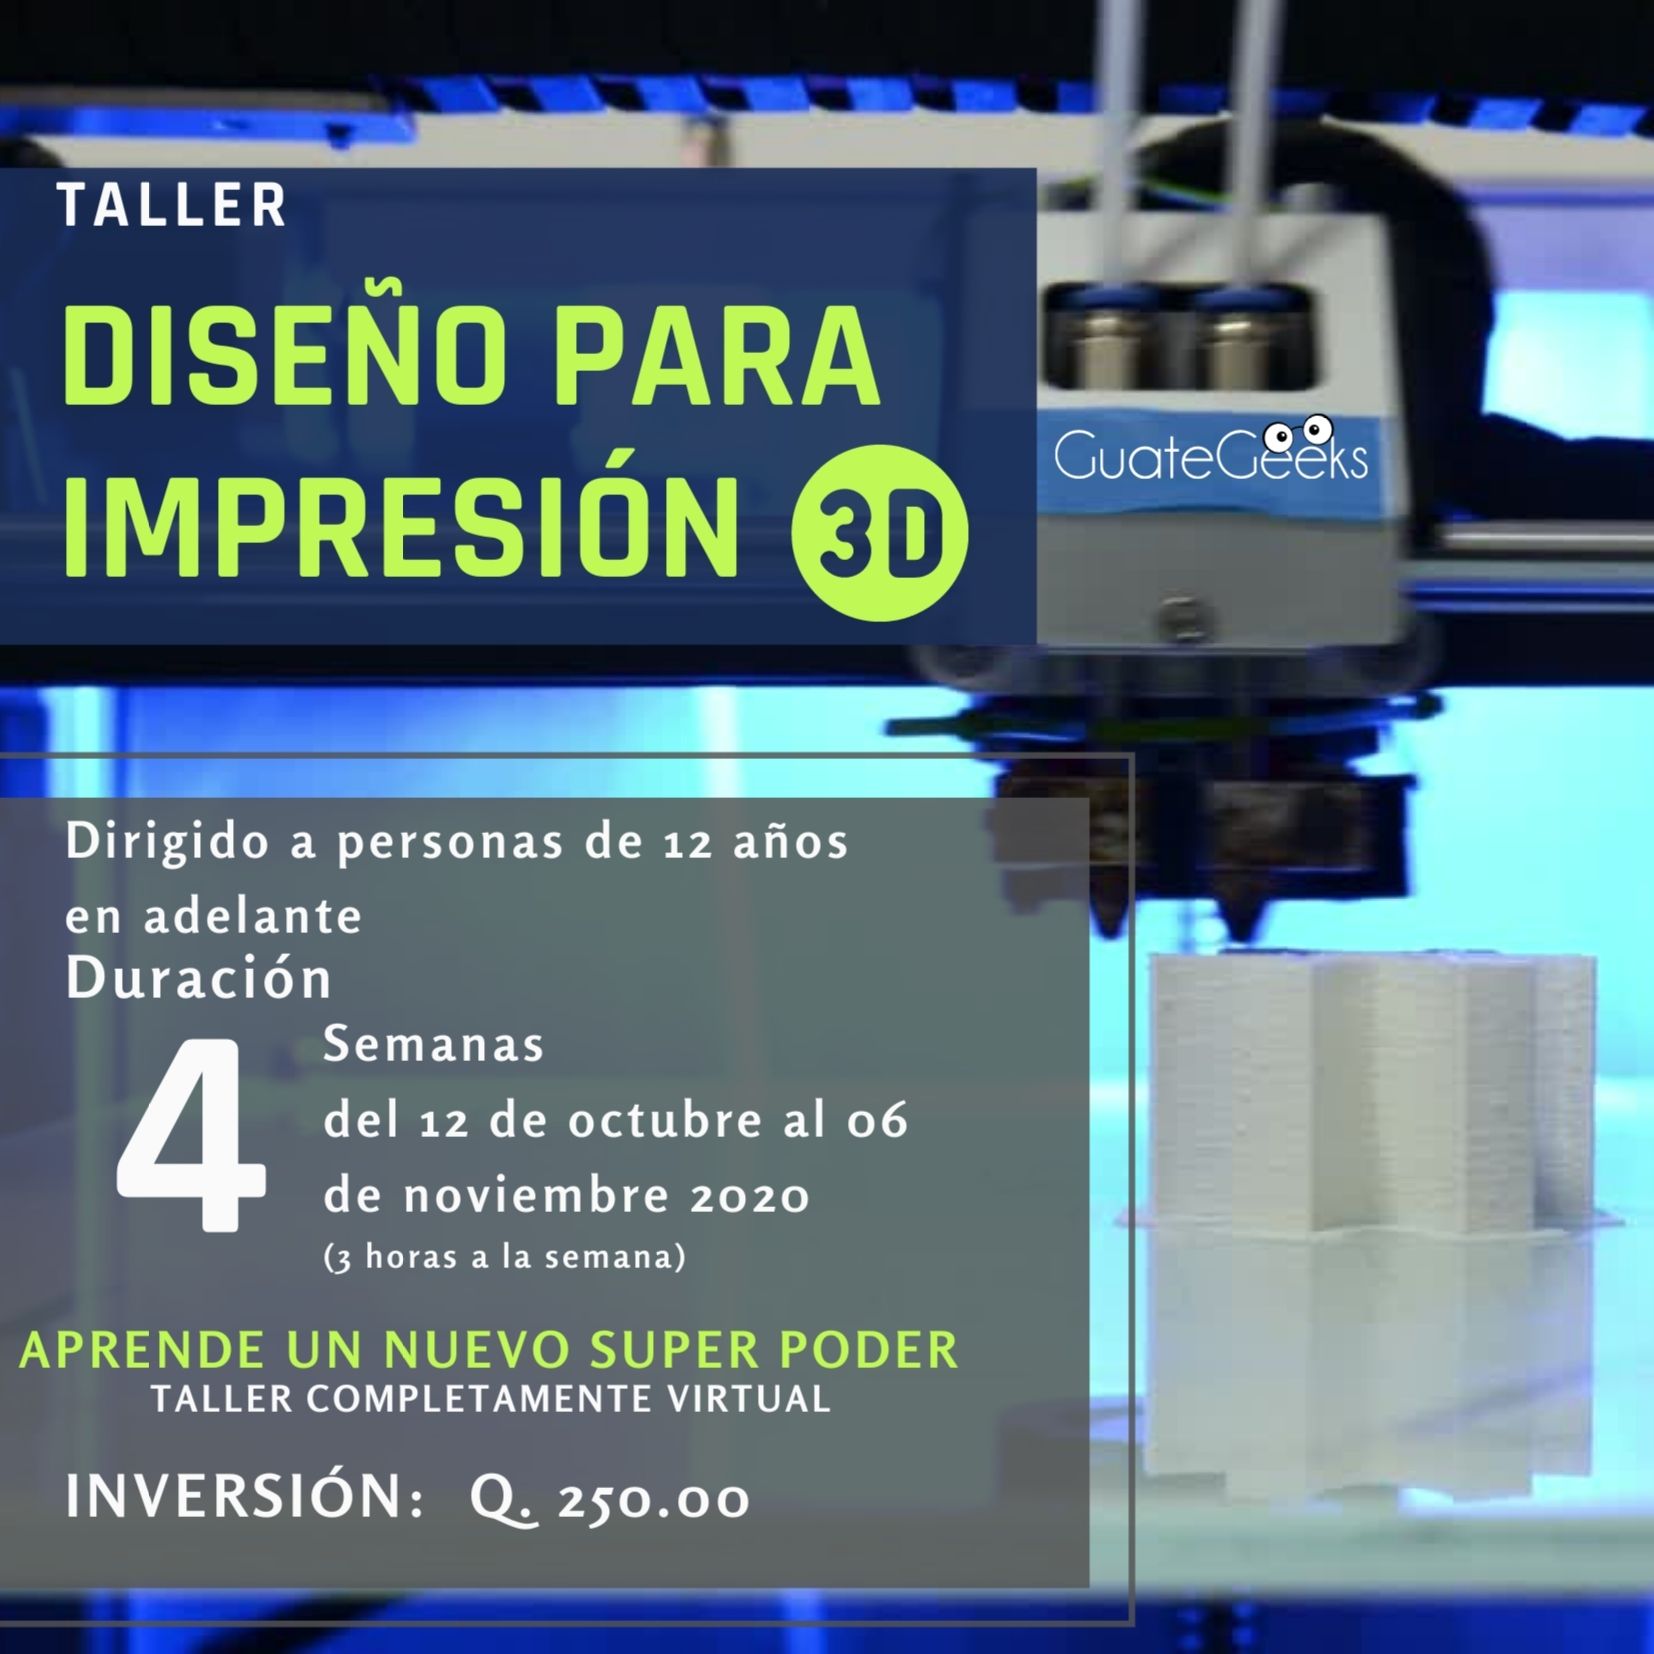 TALLER
DISEÑO PARA
IMPRESIÓN 3D
GuateGeeks
Dirigido a personas de 12 años
en adelante
Duración
4
Semanas
del 12 de octubre al 06
de noviembre 2020
(3 horas a la semana)
APRENDE UN NUEVO SUPER PODER
TALLER COMPLETAMENTE VIRTUAL
INVERSIÓN: Q. 250.00